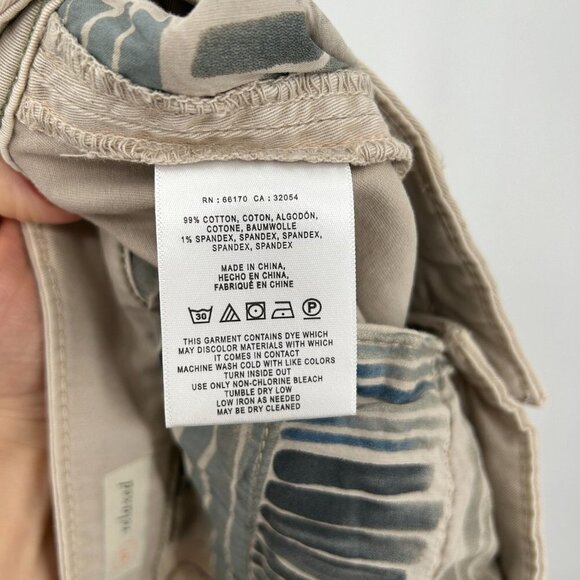 RN : 66170 CA : 32054
99% COTTON, COTON, ALGODÓN,
COTONE, BAUMWOLLE
1% SPANDEX, SPANDEX, SPANDEX,
SPANDEX, SPANDEX
MADE IN CHINA,
HECHO EN CHINA,
FABRIQUÉ EN CHINE
30 P
THIS GARMENT CONTAINS DYE WHICH
MAY DISCOLOR MATERIALS WITH WHICH
IT COMES IN CONTACT
MACHINE WASH COLD WITH LIKE COLORS
TURN INSIDE OUT
USE ONLY NON-CHLORINE BLEACH
TUMBLE DRY LOW
LOW IRON AS NEEDED
MAY BE DRY CLEANED
relaxed